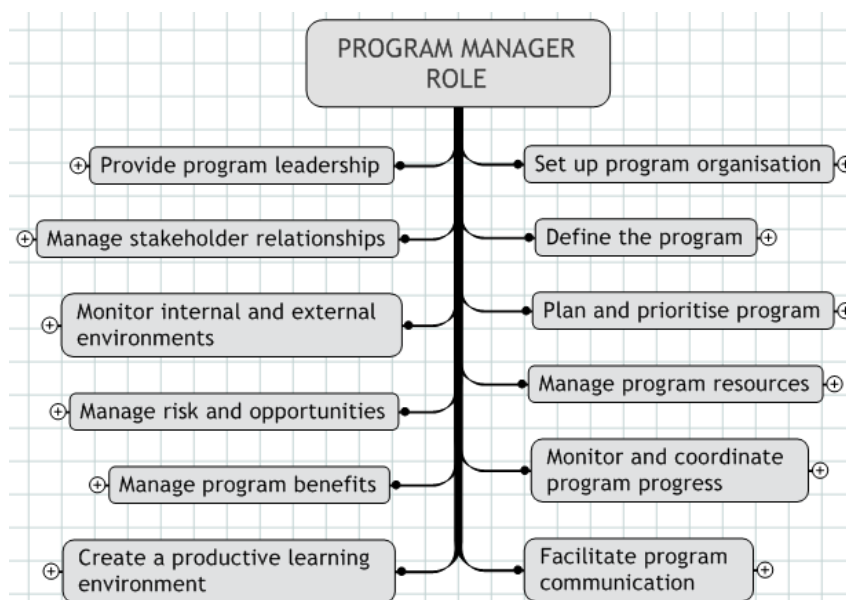 PROGRAM MANAGER
ROLE
Provide program leadership
Set up program organisation
Manage stakeholder relationships
Define the program
Monitor internal and external
environments
Plan and prioritise program
Manage program resources
Manage risk and opportunities
Manage program benefits
Monitor and coordinate
program progress
Create a productive learning
environment
Facilitate program
communication